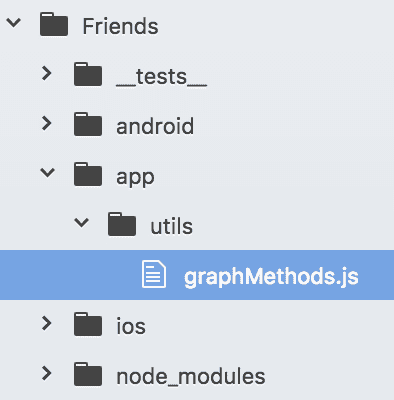 Friends
__tests__
android
app
utils
graphMethods.js
ios
node_modules